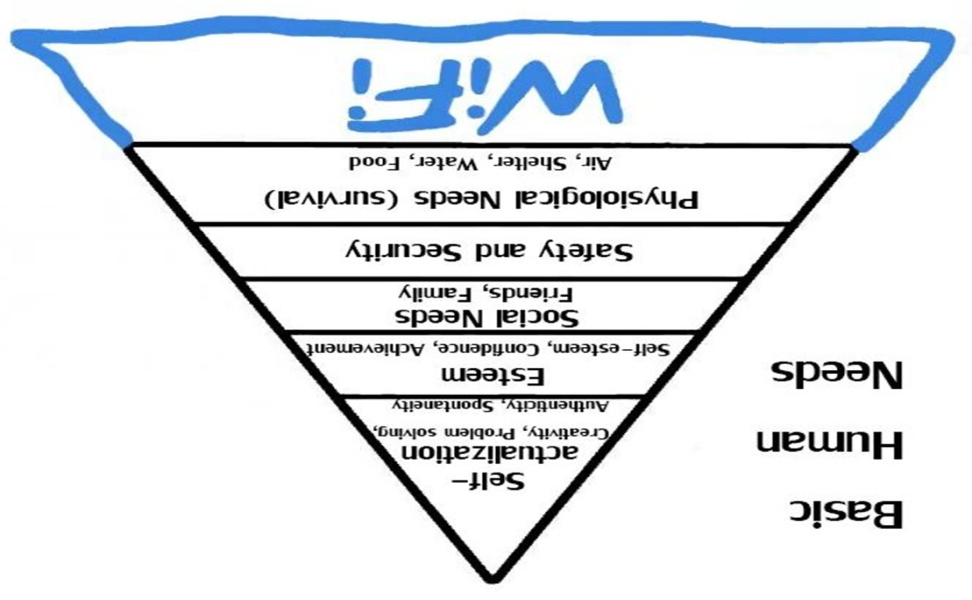 Basic
Human
Needs
Self-
actualization
Creativity, Problem solving,
Authenticity, Spontaneity
Esteem
Self-esteem, Confidence, Achievement
Social Needs
Friends, Family
Safety and Security
Physiological Needs (survival)
Air, Shelter, Water, Food
WiFi